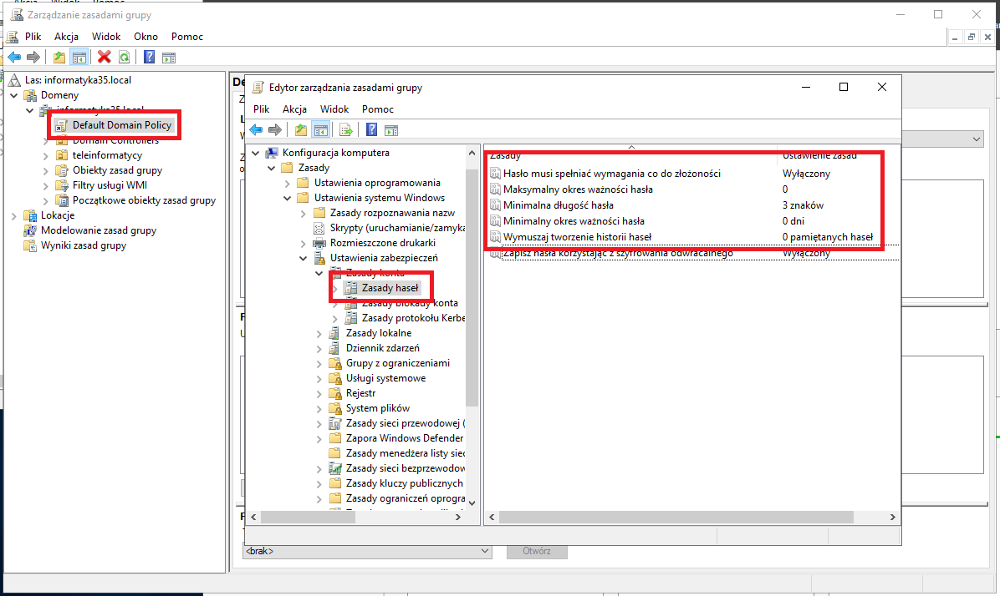 Zarządzanie zasadami grupy
Plik Akcja Widok Okno Pomoc
Las: informatyka35.local
Domeny
informatyka35.local
Default Domain Policy
Domain Controllers
teleinformatycy
Obiekty zasad grupy
Filtry usługi WMI
Początkowe obiekty zasad grupy
Lokacje
Modelowanie zasad grupy
Wyniki zasad grupy
Edytor zarządzania zasadami grupy
Plik Akcja Widok Pomoc
Konfiguracja komputera
Zasady
Ustawienia oprogramowania
Ustawienia systemu Windows
Zasady rozpoznawania nazw
Skrypty (uruchamianie/zamyka
Rozmieszczone drukarki
Ustawienia zabezpieczeń
Zasady konta
Zasady haseł
Zasady blokady konta
Zasady protokołu Kerbe
Zasady lokalne
Dziennik zdarzeń
Grupy z ograniczeniami
Usługi systemowe
Rejestr
System plików
Zasady sieci przewodowej (
Zapora Windows Defender
Zasady menedżera listy siec
Zasady sieci bezprzewodow
Zasady kluczy publicznych
Zasady ograniczeń oprogra
Zasady Ustawienie zasad
Hasło musi spełniać wymagania co do złożoności Wyłączony
Maksymalny okres ważności hasła 0
Minimalna długość hasła 3 znaków
Minimalny okres ważności hasła 0 dni
Wymuszaj tworzenie historii haseł 0 pamiętanych haseł
Zapisz hasła korzystając z szyfrowania odwracalnego Wyłączony
<brak> Otwórz